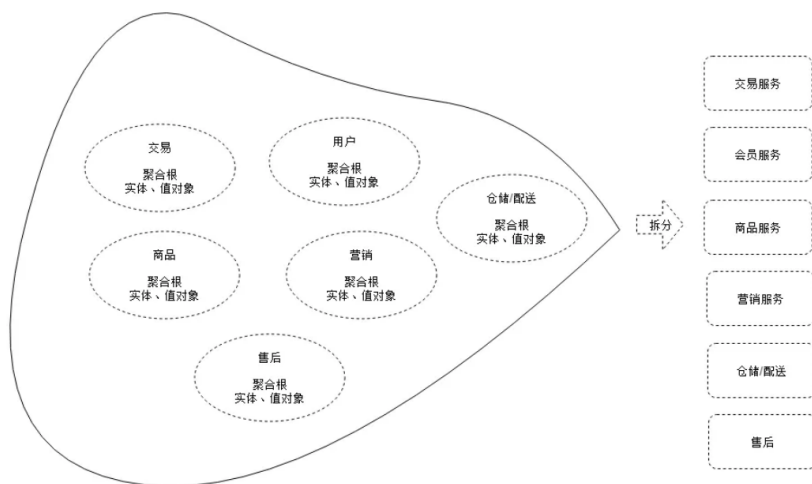 交易
聚合根
实体、值对象
用户
聚合根
实体、值对象
仓储/配送
聚合根
实体、值对象
商品
聚合根
实体、值对象
营销
聚合根
实体、值对象
售后
聚合根
实体、值对象
拆分
交易服务
会员服务
商品服务
营销服务
仓储/配送
售后